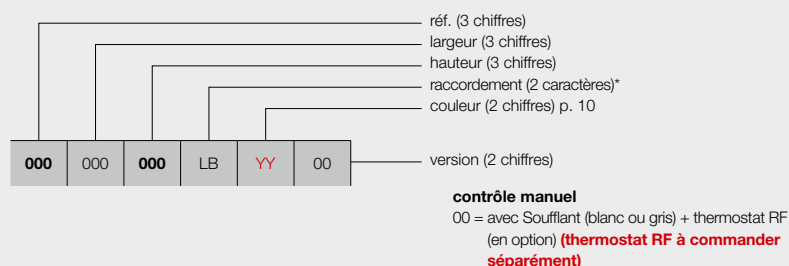 réf. (3 chiffres)
largeur (3 chiffres)
hauteur (3 chiffres)
raccordement (2 caractères)*
couleur (2 chiffres) p. 10
000 000 000 LB YY 00
version (2 chiffres)
contrôle manuel
00 = avec Soufflant (blanc ou gris) + thermostat RF
(en option) (thermostat RF à commander
séparément)